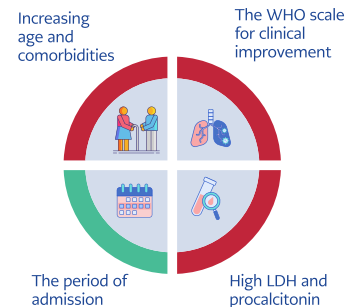 Increasing
age and
comorbidities
The WHO scale
for clinical
improvement
The period of
admission
High LDH and
procalcitonin